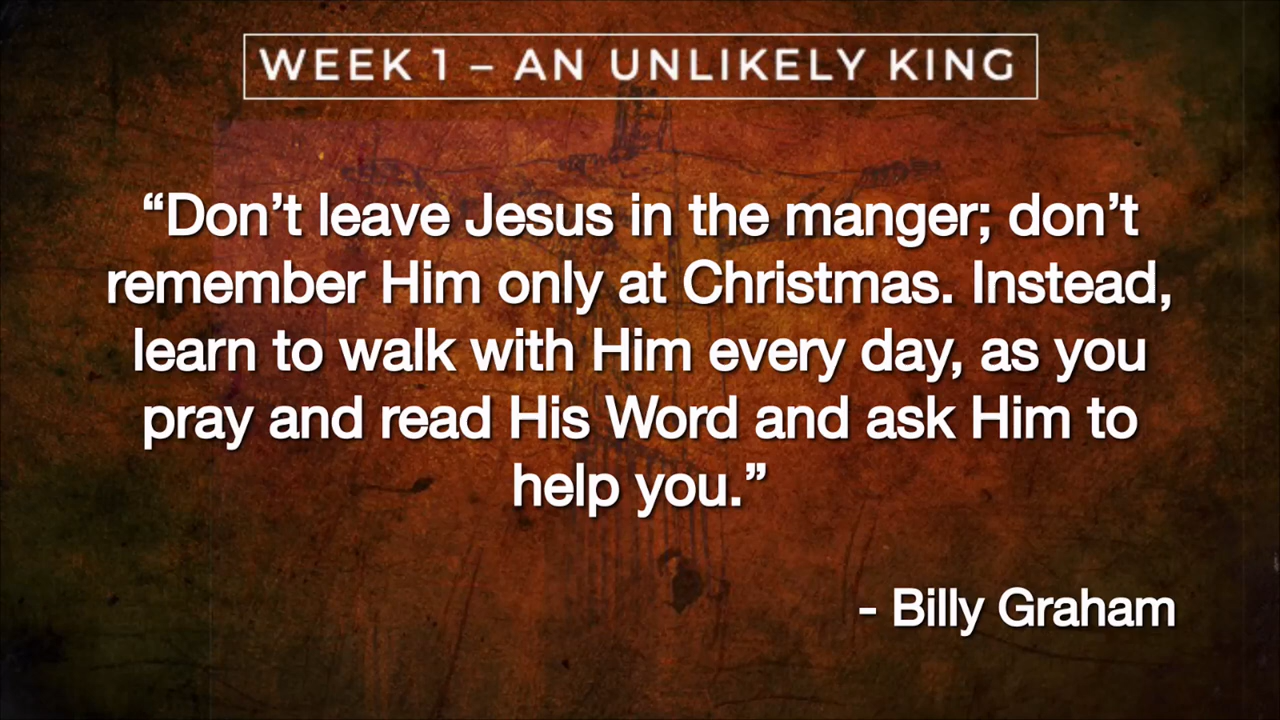 WEEK 1 – AN UNLIKELY KING
“Don’t leave Jesus in the manger; don’t
remember Him only at Christmas. Instead,
learn to walk with Him every day, as you
pray and read His Word and ask Him to
help you.”
- Billy Graham